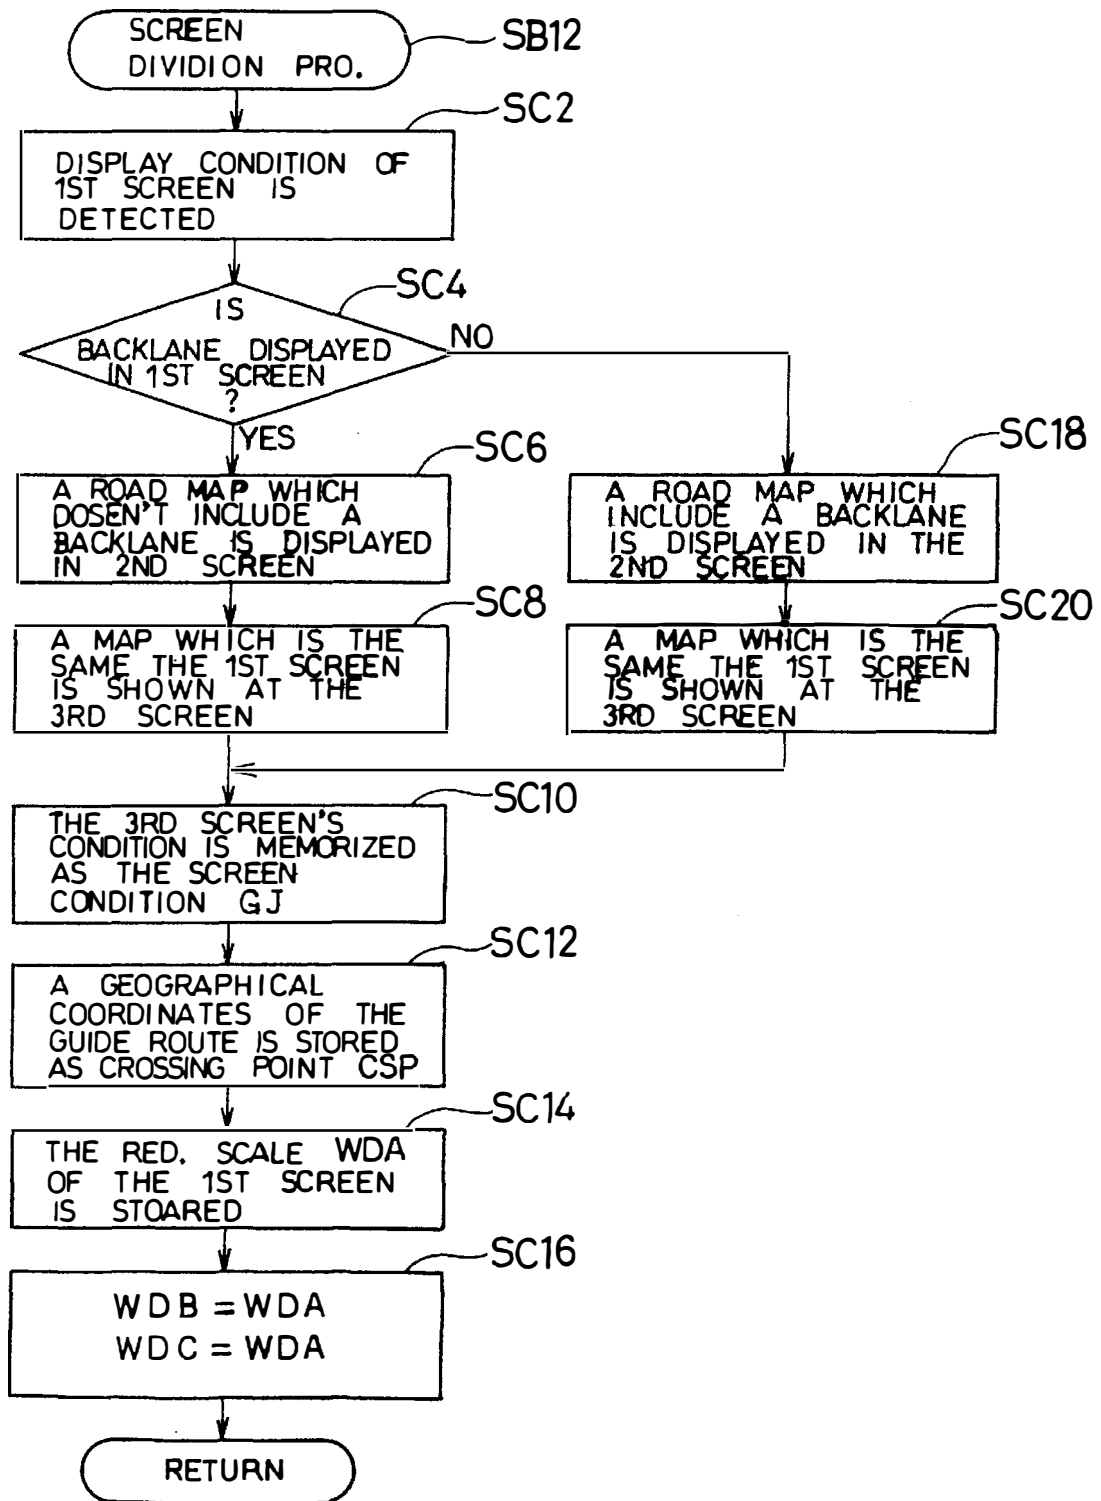 SCREEN
DIVIDION PRO.
SB12
SC2
DISPLAY CONDITION OF
1ST SCREEN IS
DETECTED
SC4
IS
BACKLANE DISPLAYED
IN 1ST SCREEN
?
NO
YES
SC6
A ROAD MAP WHICH
DOSEN'T INCLUDE A
BACKLANE IS DISPLAYED
IN 2ND SCREEN
SC18
A ROAD MAP WHICH
INCLUDE A BACKLANE
IS DISPLAYED IN THE
2ND SCREEN
SC8
A MAP WHICH IS THE
SAME THE 1ST SCREEN
IS SHOWN AT THE
3RD SCREEN
SC20
A MAP WHICH IS THE
SAME THE 1ST SCREEN
IS SHOWN AT THE
3RD SCREEN
SC10
THE 3RD SCREEN'S
CONDITION IS MEMORIZED
AS THE SCREEN
CONDITION GJ
SC12
A GEOGRAPHICAL
COORDINATES OF THE
GUIDE ROUTE IS STORED
AS CROSSING POINT CSP
SC14
THE RED. SCALE WDA
OF THE 1ST SCREEN
IS STOARED
SC16
WDB = WDA
WDC = WDA
RETURN